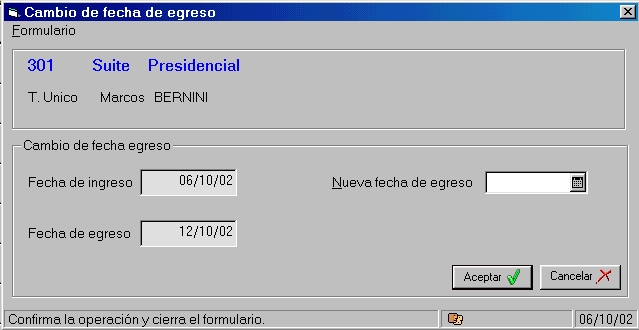 Cambio de fecha de egreso
Formulario
301 Suite Presidencial
T. Unico Marcos BERNINI
Cambio de fecha egreso
Fecha de ingreso 06/10/02 Nueva fecha de egreso
Fecha de egreso 12/10/02
Aceptar Cancelar
Confirma la operación y cierra el formulario. 06/10/02